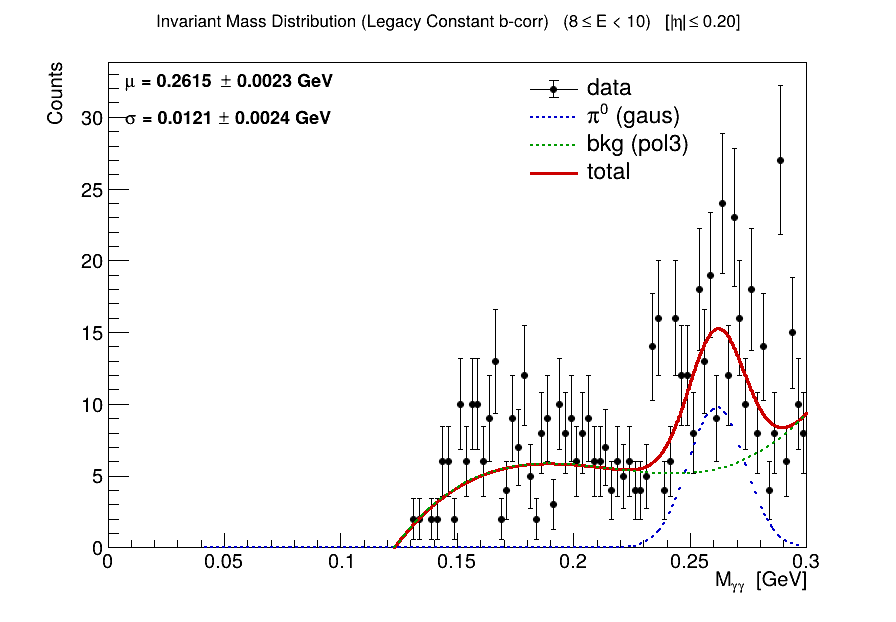 Invariant Mass Distribution (Legacy Constant b-corr) (8 ≤ E < 10) [|η| ≤ 0.20]
Counts
μ = 0.2615 ± 0.0023 GeV
σ = 0.0121 ± 0.0024 GeV
data
π⁰ (gaus)
bkg (pol3)
total
30
25
20
15
10
5
0
0 0.05 0.1 0.15 0.2 0.25 0.3
Mγγ [GeV]